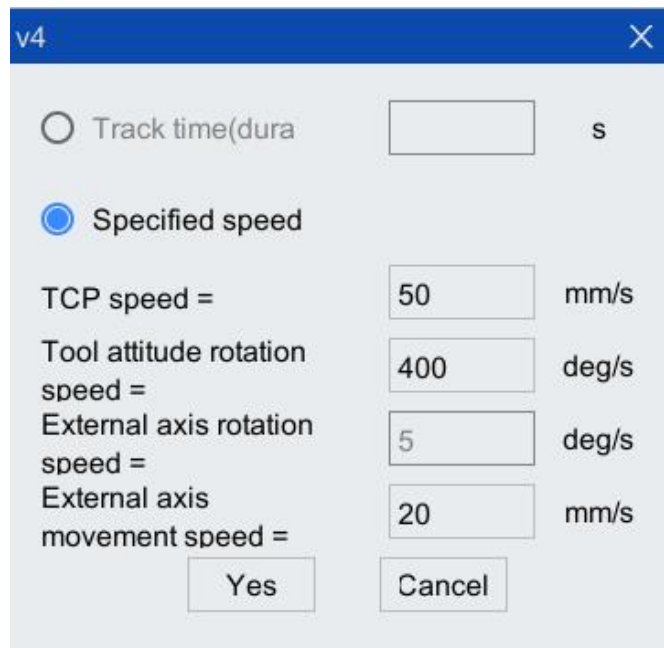 v4
Track time(dura s
Specified speed
TCP speed = 50 mm/s
Tool attitude rotation
speed = 400 deg/s
External axis rotation
speed = 5 deg/s
External axis
movement speed = 20 mm/s
Yes Cancel